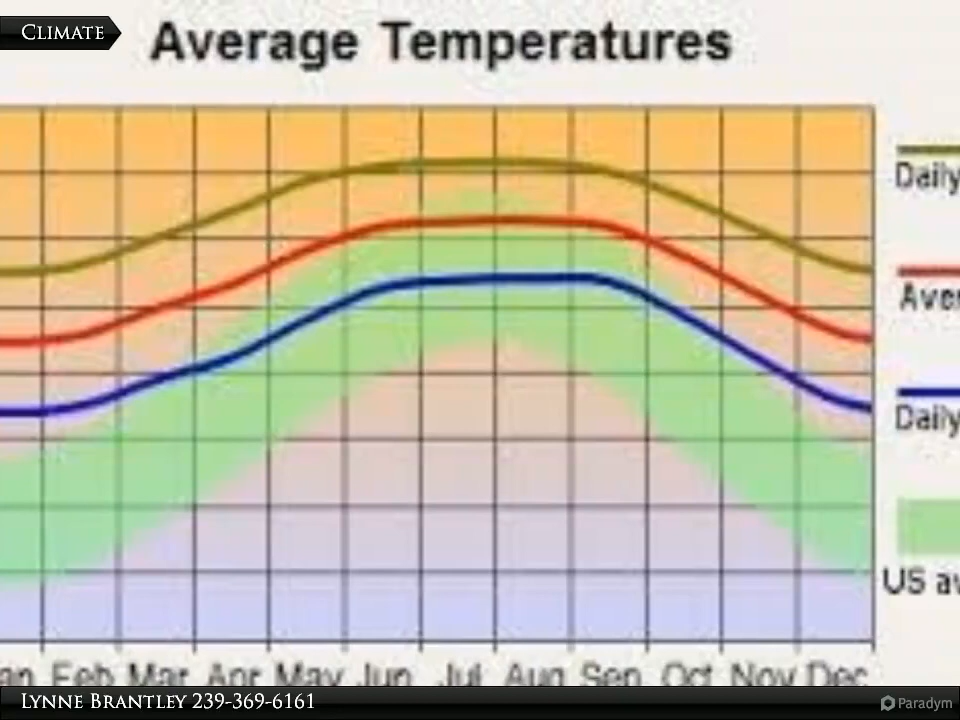 CLIMATE
Average Temperatures
Daily
Aver
Daily
US av
an Feb Mar Apr May Jun Jul Aug Sep Oct Nov Dec
LYNNE BRANTLEY 239-369-6161
Paradym